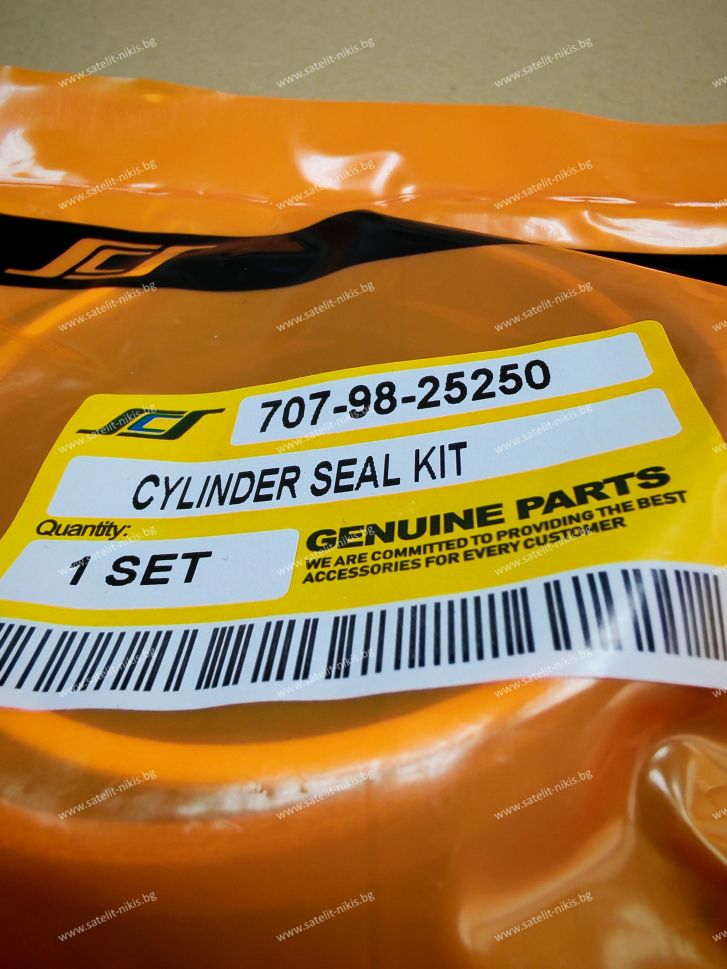 www.satelit-nikis.bg
JCT
707-98-25250
CYLINDER SEAL KIT
Quantity:
1 SET
GENUINE PARTS
WE ARE COMMITTED TO PROVIDING THE BEST
ACCESSORIES FOR EVERY CUSTOMER